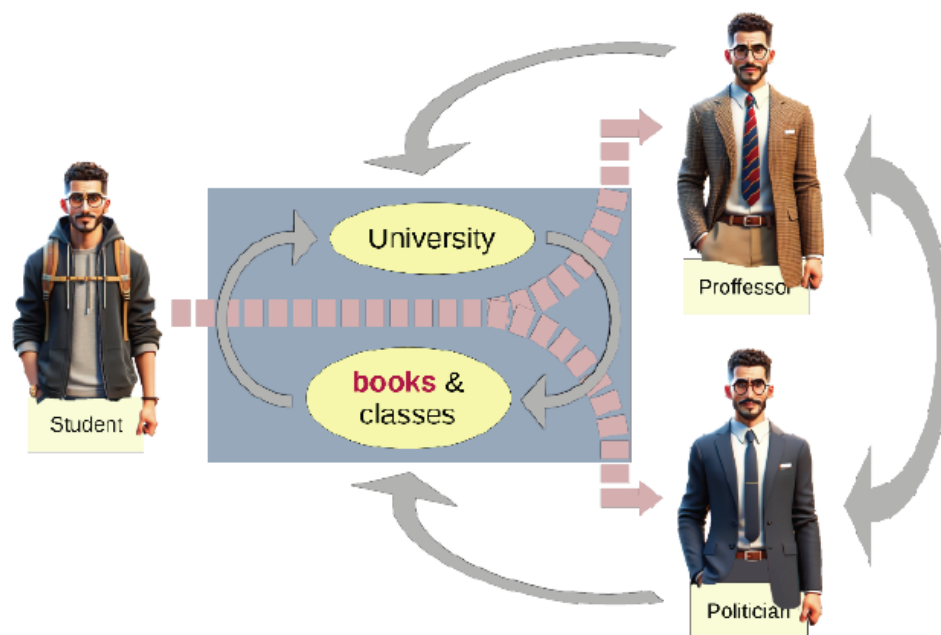 University
books &
classes
Student
Proffessor
Politician